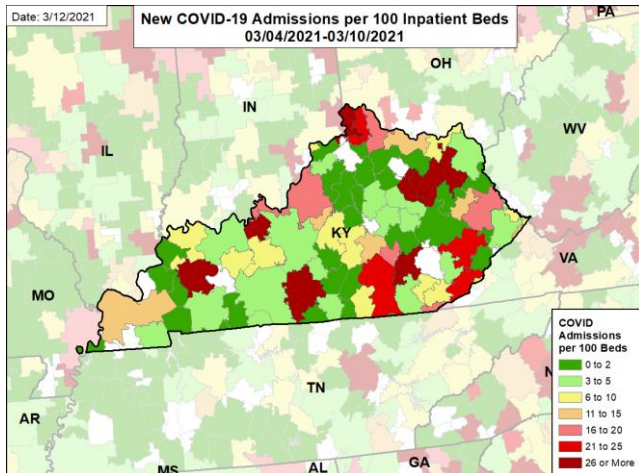 Date: 3/12/2021
New COVID-19 Admissions per 100 Inpatient Beds
03/04/2021-03/10/2021
PA
OH
IN
IL
WV
KY
VA
MO
TN
AR
MS
AL
GA
N
COVID
Admissions
per 100 Beds
0 to 2
3 to 5
6 to 10
11 to 15
16 to 20
21 to 25
26 or More